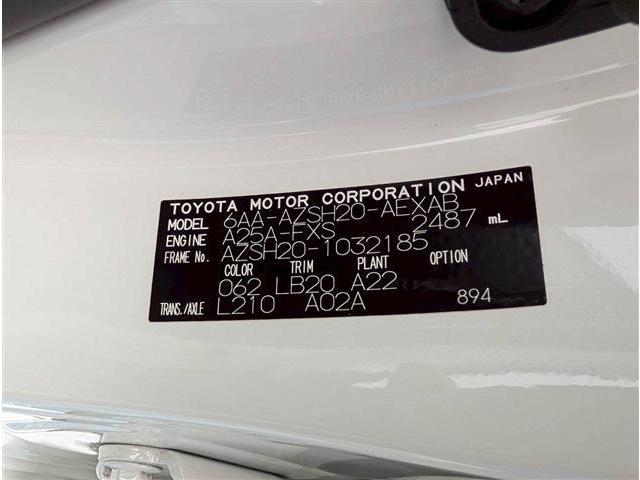 TOYOTA MOTOR CORPORATION JAPAN
MODEL 6AA-AZSH20-AEXAB
ENGINE A25A-FXS 2487 mL
FRAME No. AZSH20-1032185
COLOR TRIM PLANT OPTION
062 LB20 A22
TRANS./AXLE L210 A02A 894